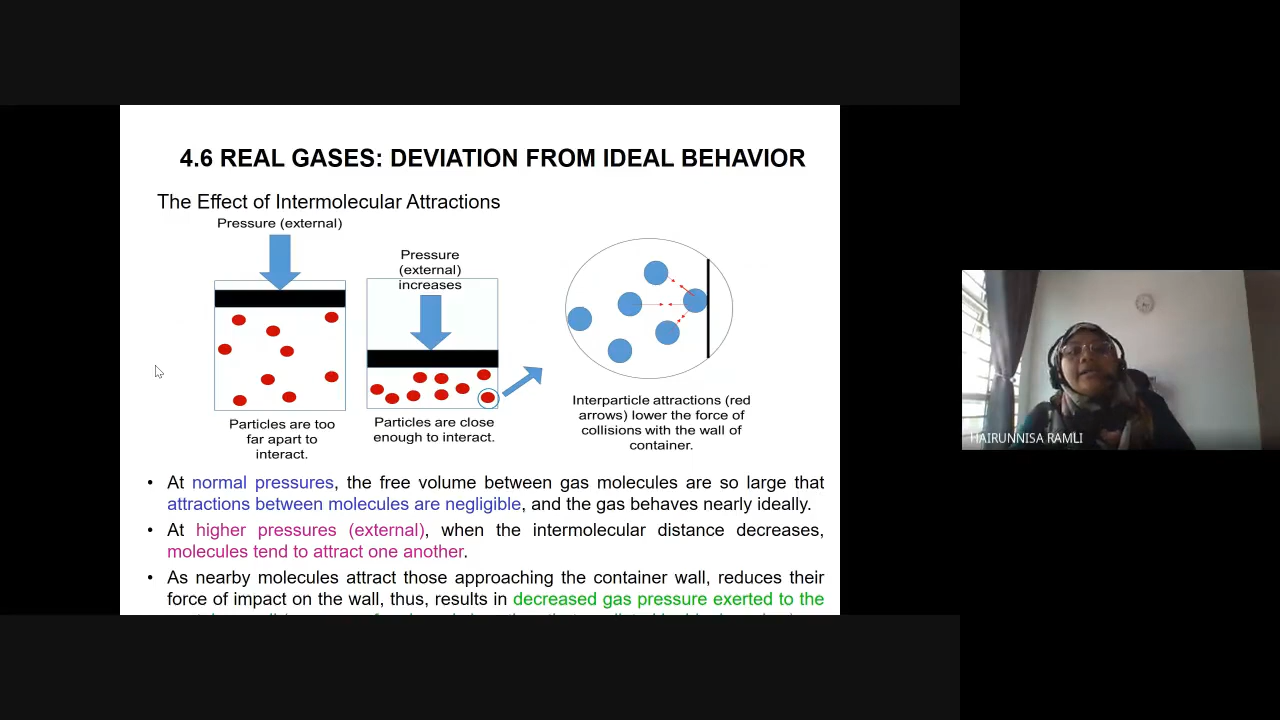 4.6 REAL GASES: DEVIATION FROM IDEAL BEHAVIOR
The Effect of Intermolecular Attractions
Pressure (external)
Pressure
(external)
increases
Particles are too
far apart to
interact.
Particles are close
enough to interact.
Interparticle attractions (red
arrows) lower the force of
collisions with the wall of
container.
• At normal pressures, the free volume between gas molecules are so large that
attractions between molecules are negligible, and the gas behaves nearly ideally.
• At higher pressures (external), when the intermolecular distance decreases,
molecules tend to attract one another.
• As nearby molecules attract those approaching the container wall, reduces their
force of impact on the wall, thus, results in decreased gas pressure exerted to the
HAIRUNNISA RAMLI